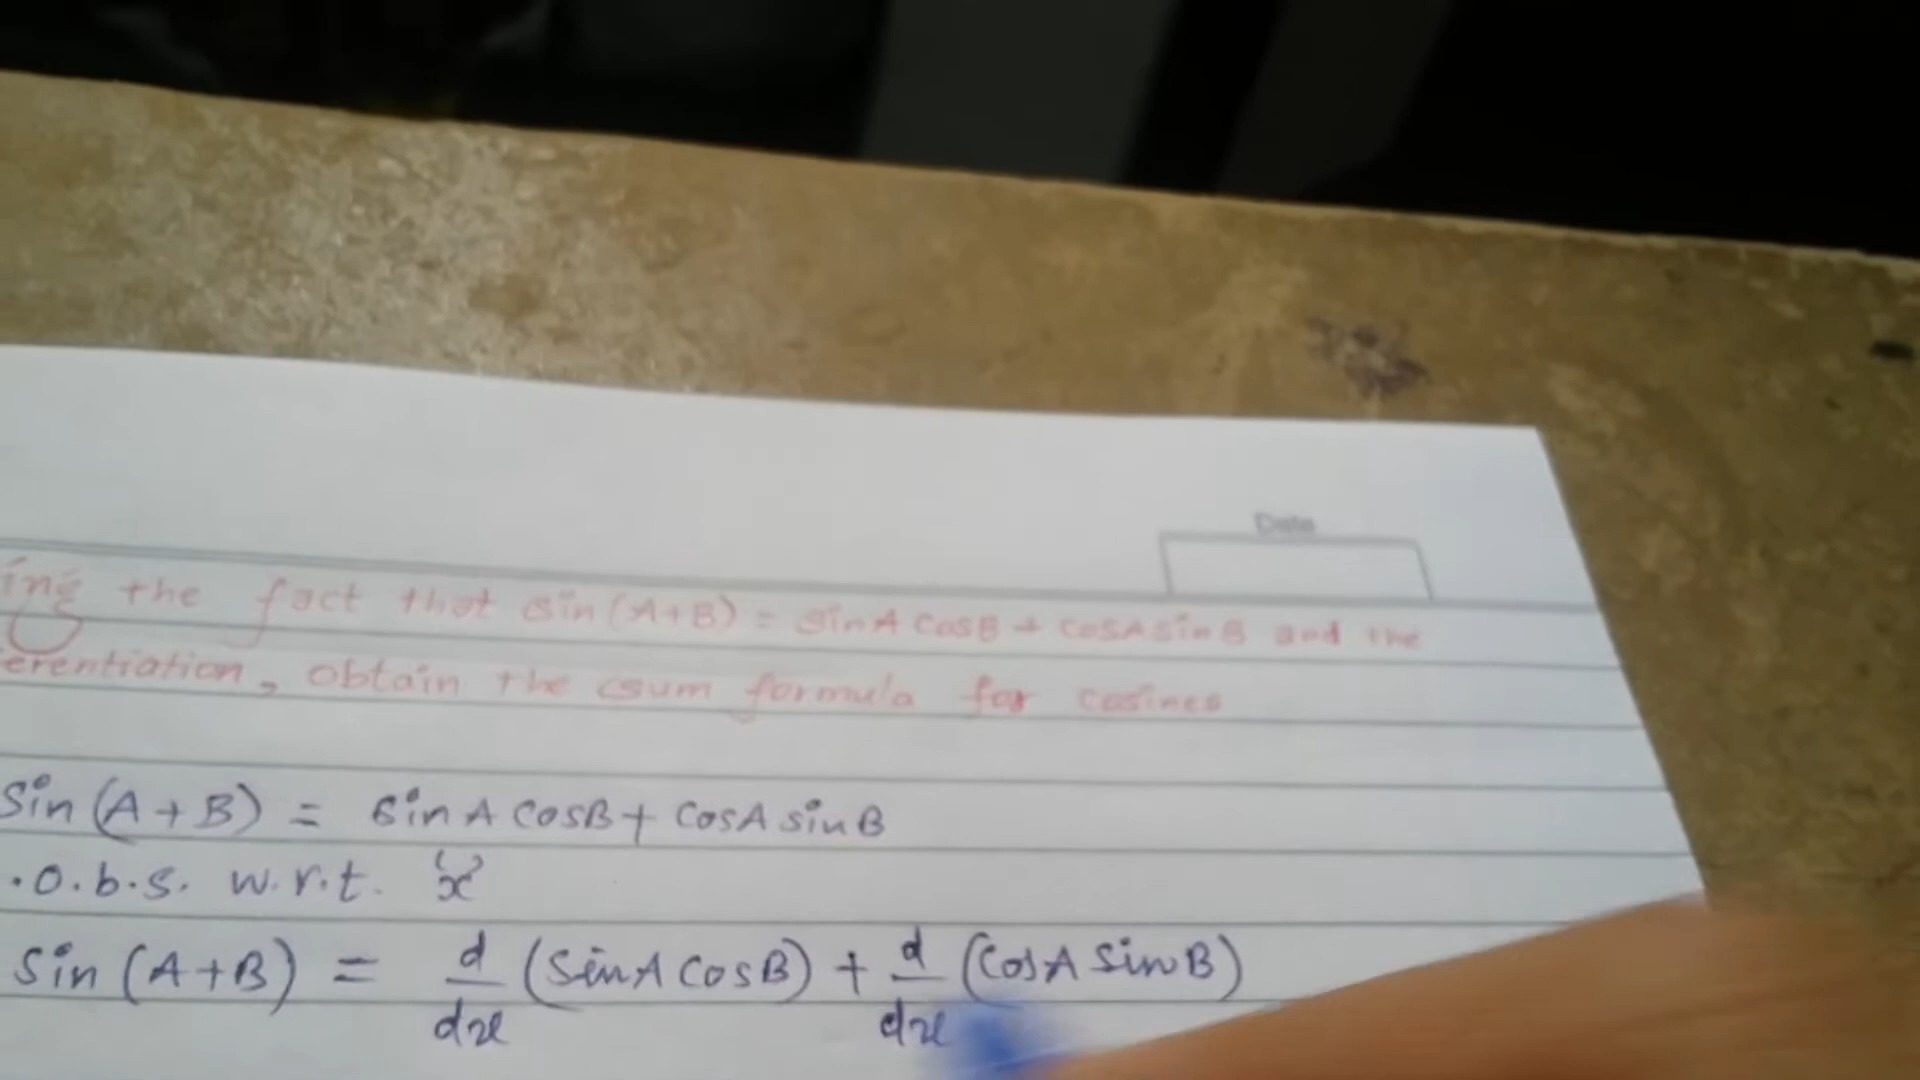 Date
ing the fact that sin(A+B) = sinA cosB + cosA sinB and the
erentiation, obtain the sum formula for cosines
Sin(A+B) = sinA cosB + cosA sinB
.o.b.s. w.r.t. 'x'
Sin(A+B) = d/dx (SinA CosB) + d/dx (CosA SinB)